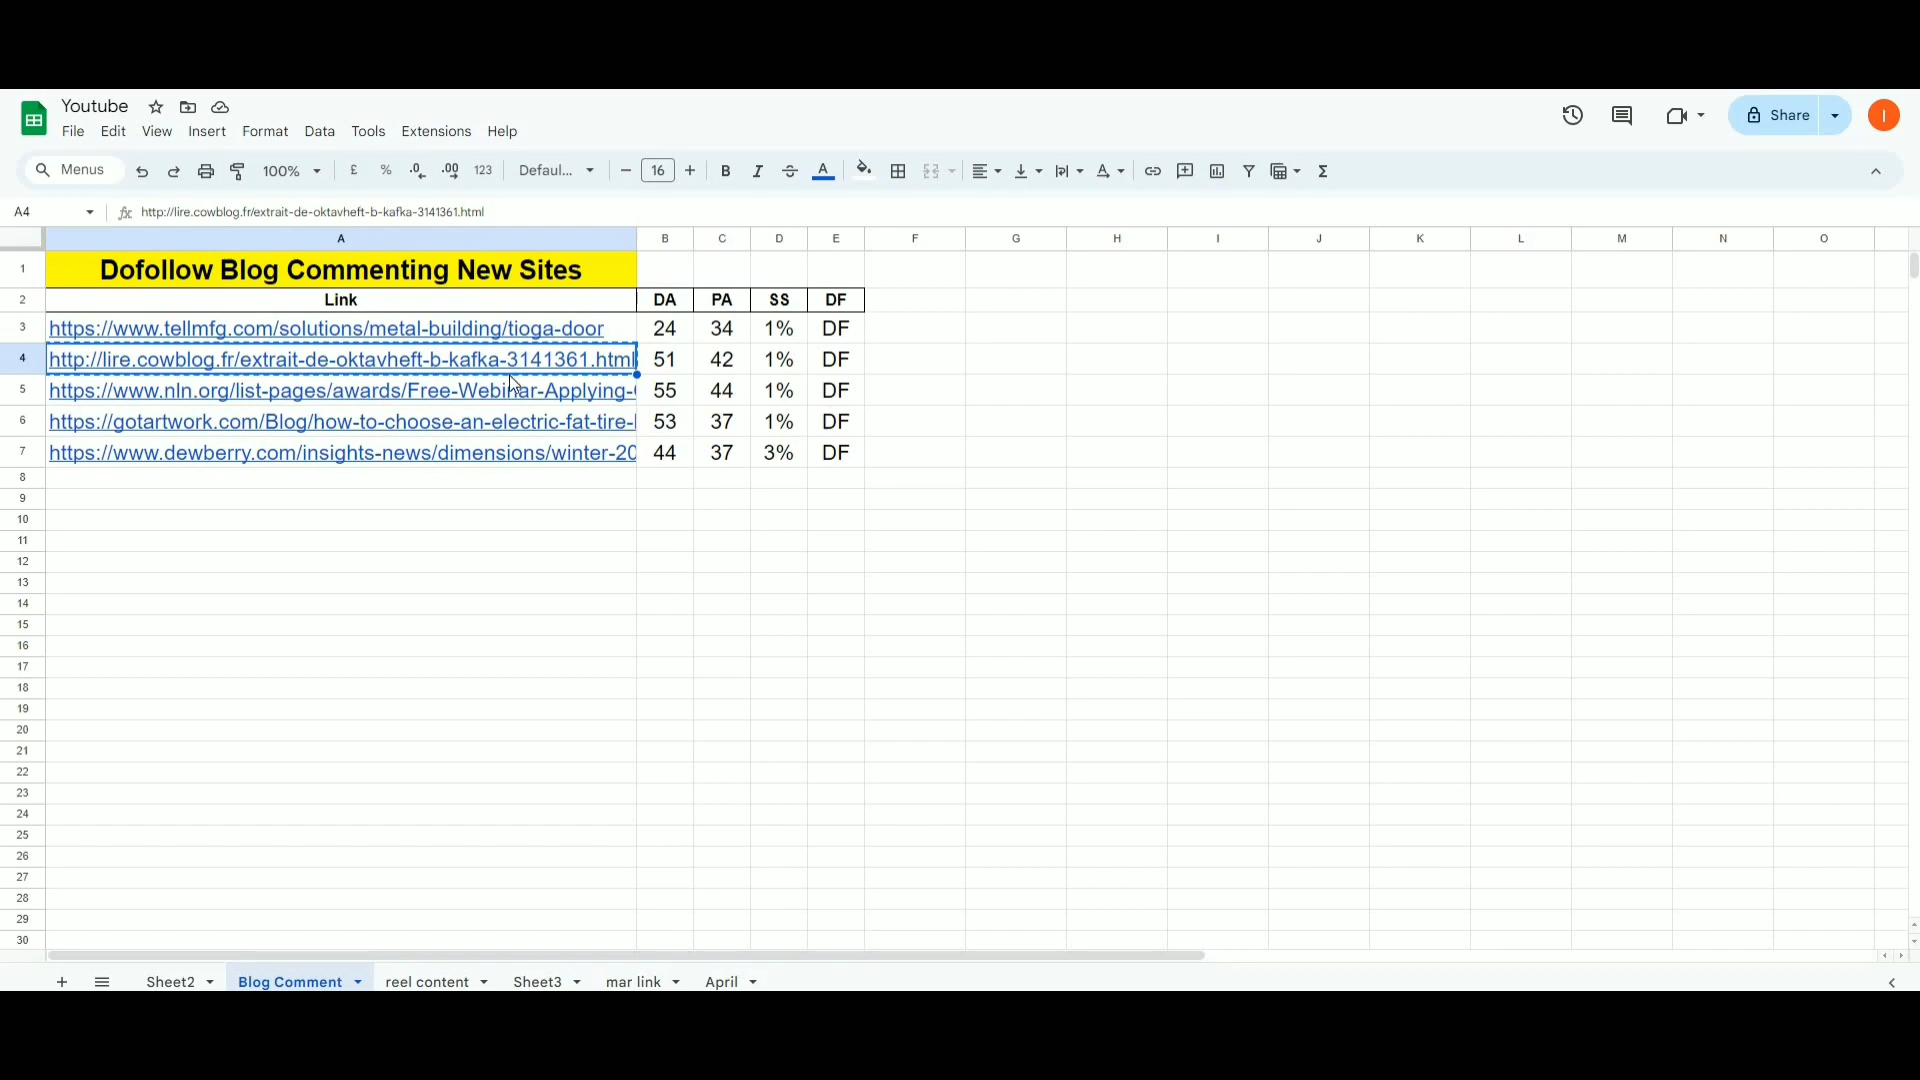 Youtube
File Edit View Insert Format Data Tools Extensions Help
Share
I
Menus 100% £ % .0 .00 123 Defaul... 16 B I A
A4 fx http://lire.cowblog.fr/extrait-de-oktavheft-b-kafka-3141361.html
A B C D E F G H I J K L M N O
1 Dofollow Blog Commenting New Sites
2 Link DA PA SS DF
3 https://www.tellmfg.com/solutions/metal-building/tioga-door 24 34 1% DF
4 http://lire.cowblog.fr/extrait-de-oktavheft-b-kafka-3141361.html 51 42 1% DF
5 https://www.nln.org/list-pages/awards/Free-Webinar-Applying- 55 44 1% DF
6 https://gotartwork.com/Blog/how-to-choose-an-electric-fat-tire- 53 37 1% DF
7 https://www.dewberry.com/insights-news/dimensions/winter-20 44 37 3% DF
8
9
10
11
12
13
14
15
16
17
18
19
20
21
22
23
24
25
26
27
28
29
30
Sheet2 Blog Comment reel content Sheet3 mar link April